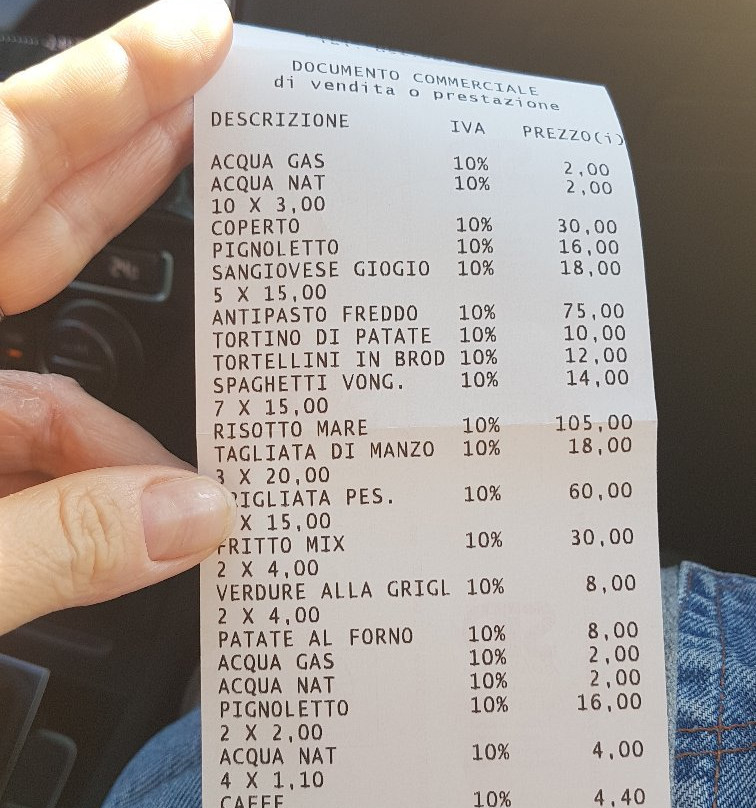 DOCUMENTO COMMERCIALE
di vendita o prestazione
DESCRIZIONE IVA PREZZO(i)
ACQUA GAS 10% 2,00
ACQUA NAT 10% 2,00
10 X 3,00
COPERTO 10% 30,00
PIGNOLETTO 10% 16,00
SANGIOVESE GIOGIO 10% 18,00
5 X 15,00
ANTIPASTO FREDDO 10% 75,00
TORTINO DI PATATE 10% 10,00
TORTELLINI IN BROD 10% 12,00
SPAGHETTI VONG. 10% 14,00
7 X 15,00
RISOTTO MARE 10% 105,00
TAGLIATA DI MANZO 10% 18,00
3 X 20,00
RIGLIATA PES. 10% 60,00
X 15,00
FRITTO MIX 10% 30,00
2 X 4,00
VERDURE ALLA GRIGL 10% 8,00
2 X 4,00
PATATE AL FORNO 10% 8,00
ACQUA GAS 10% 2,00
ACQUA NAT 10% 2,00
PIGNOLETTO 10% 16,00
2 X 2,00
ACQUA NAT 10% 4,00
4 X 1,10
CAFFE 10% 4,40